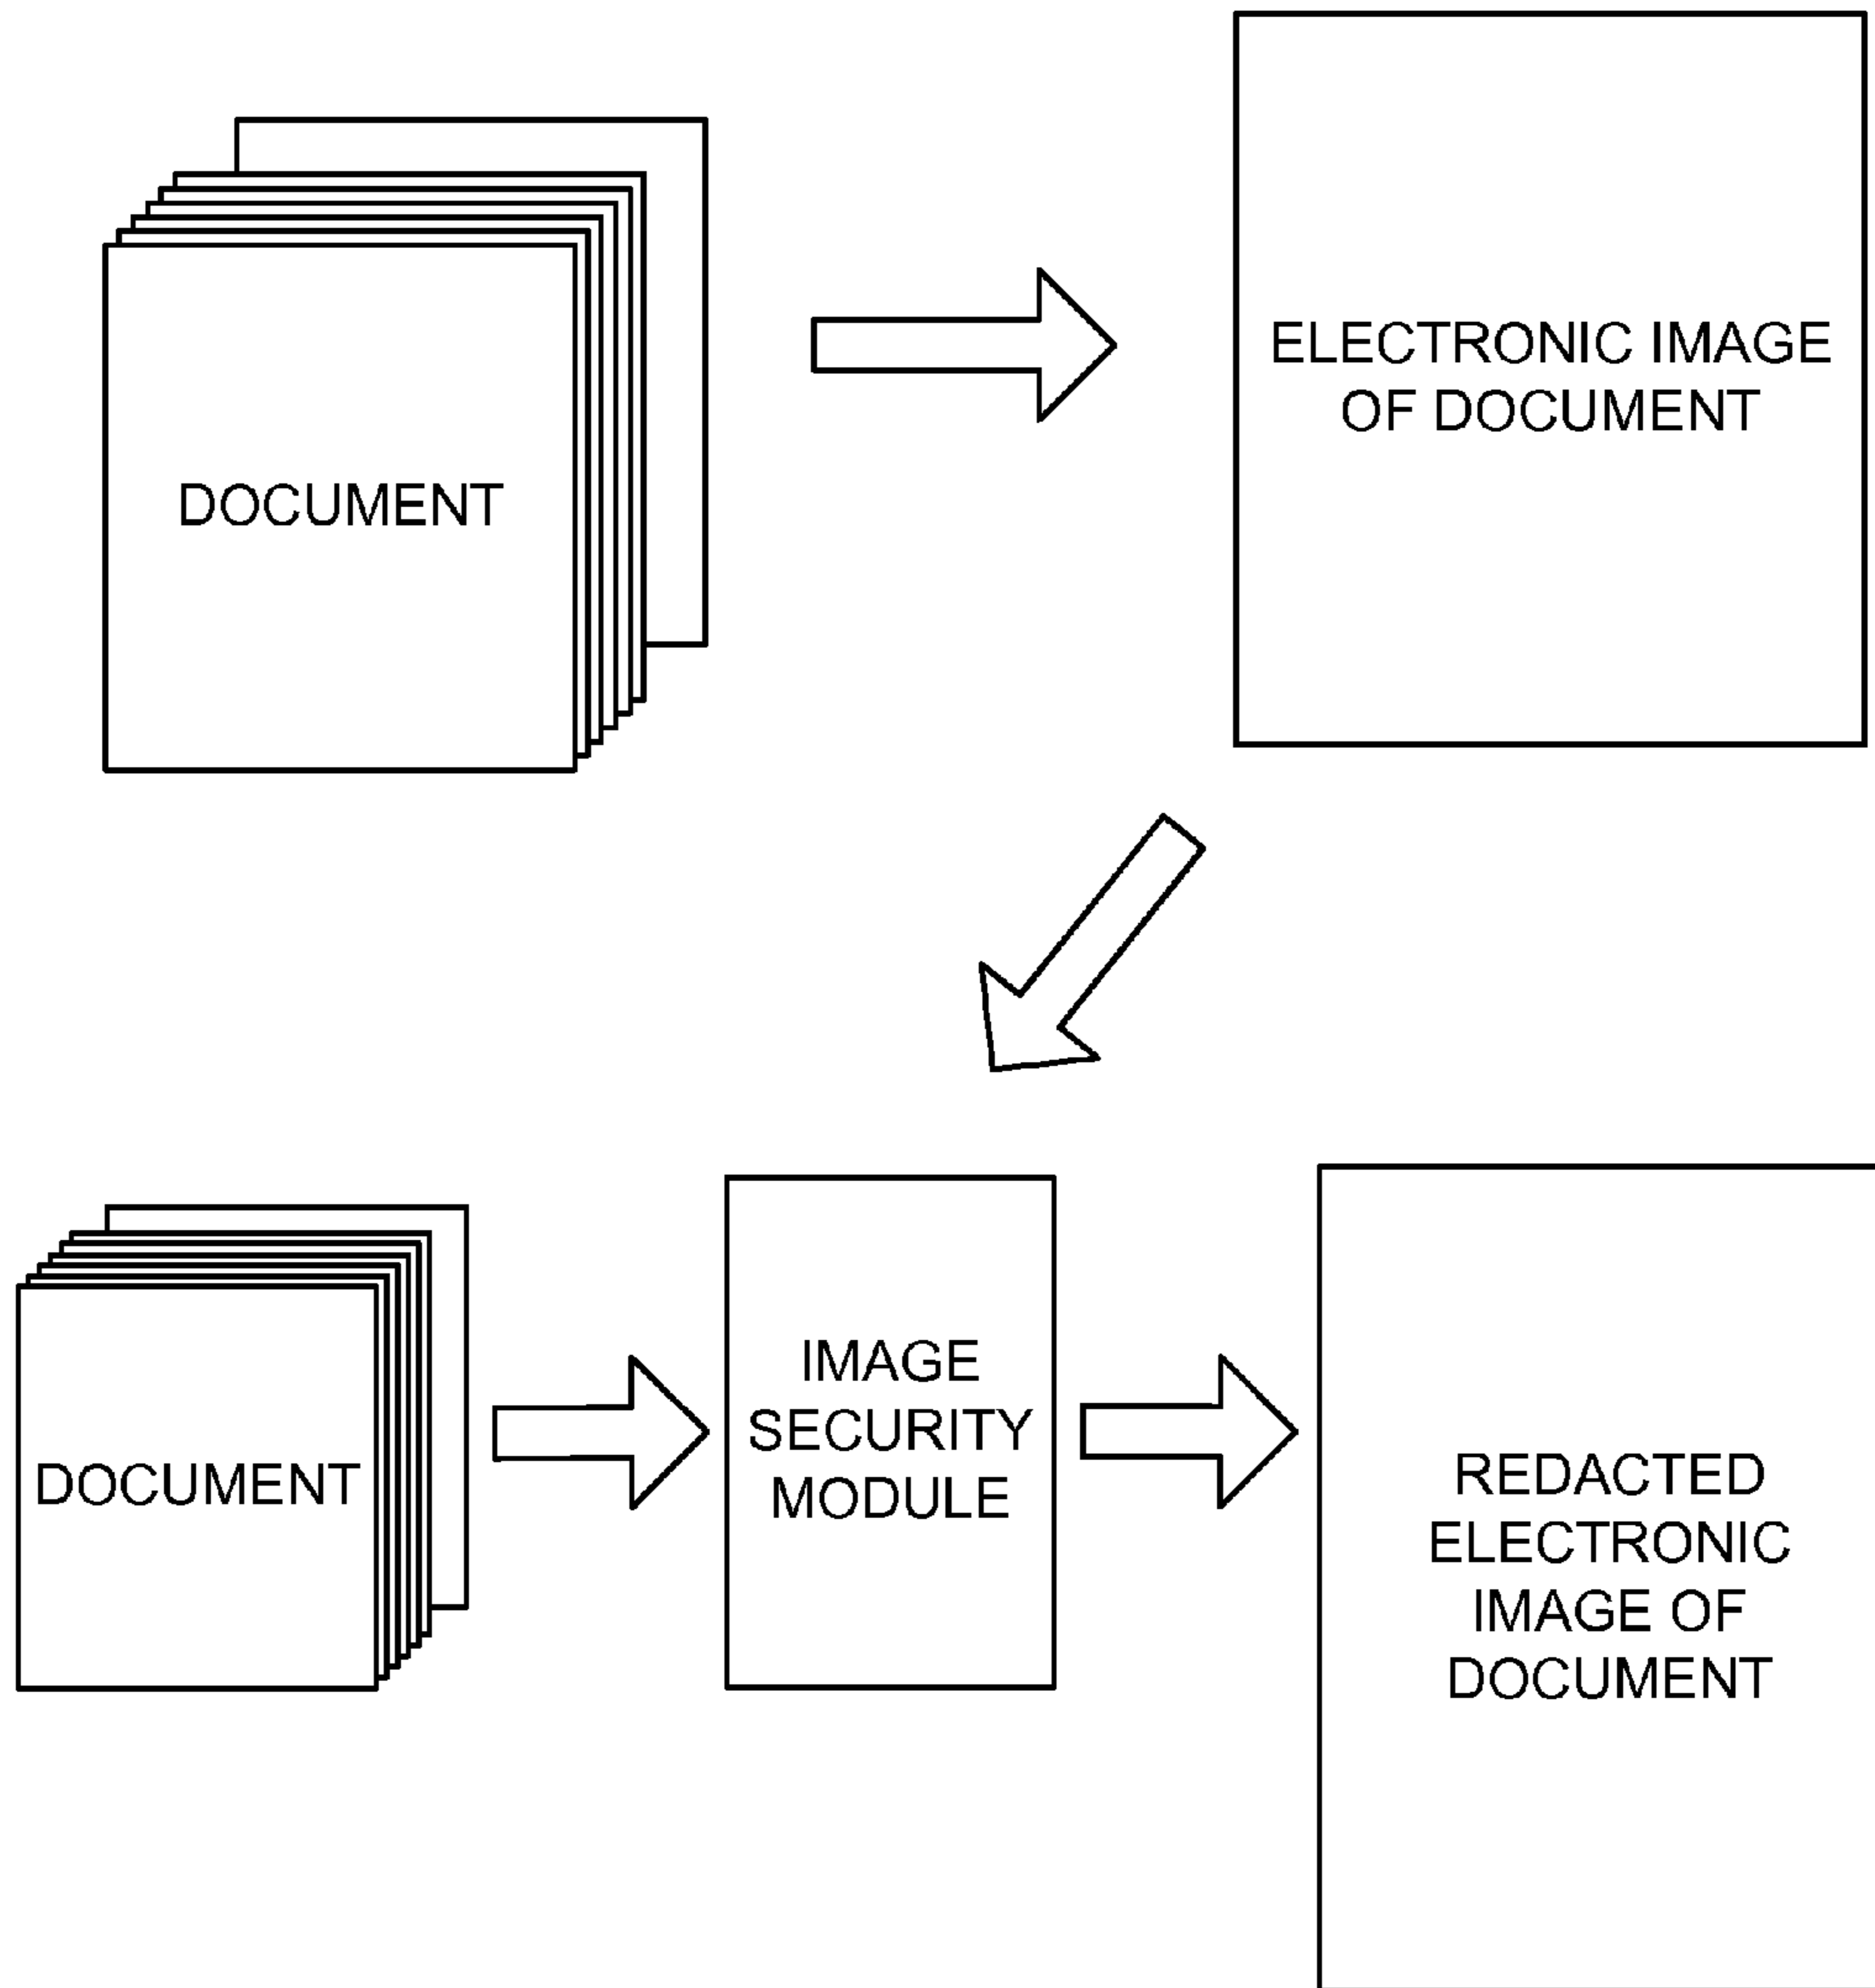 DOCUMENT
ELECTRONIC IMAGE
OF DOCUMENT
DOCUMENT
IMAGE
SECURITY
MODULE
REDACTED
ELECTRONIC
IMAGE OF
DOCUMENT